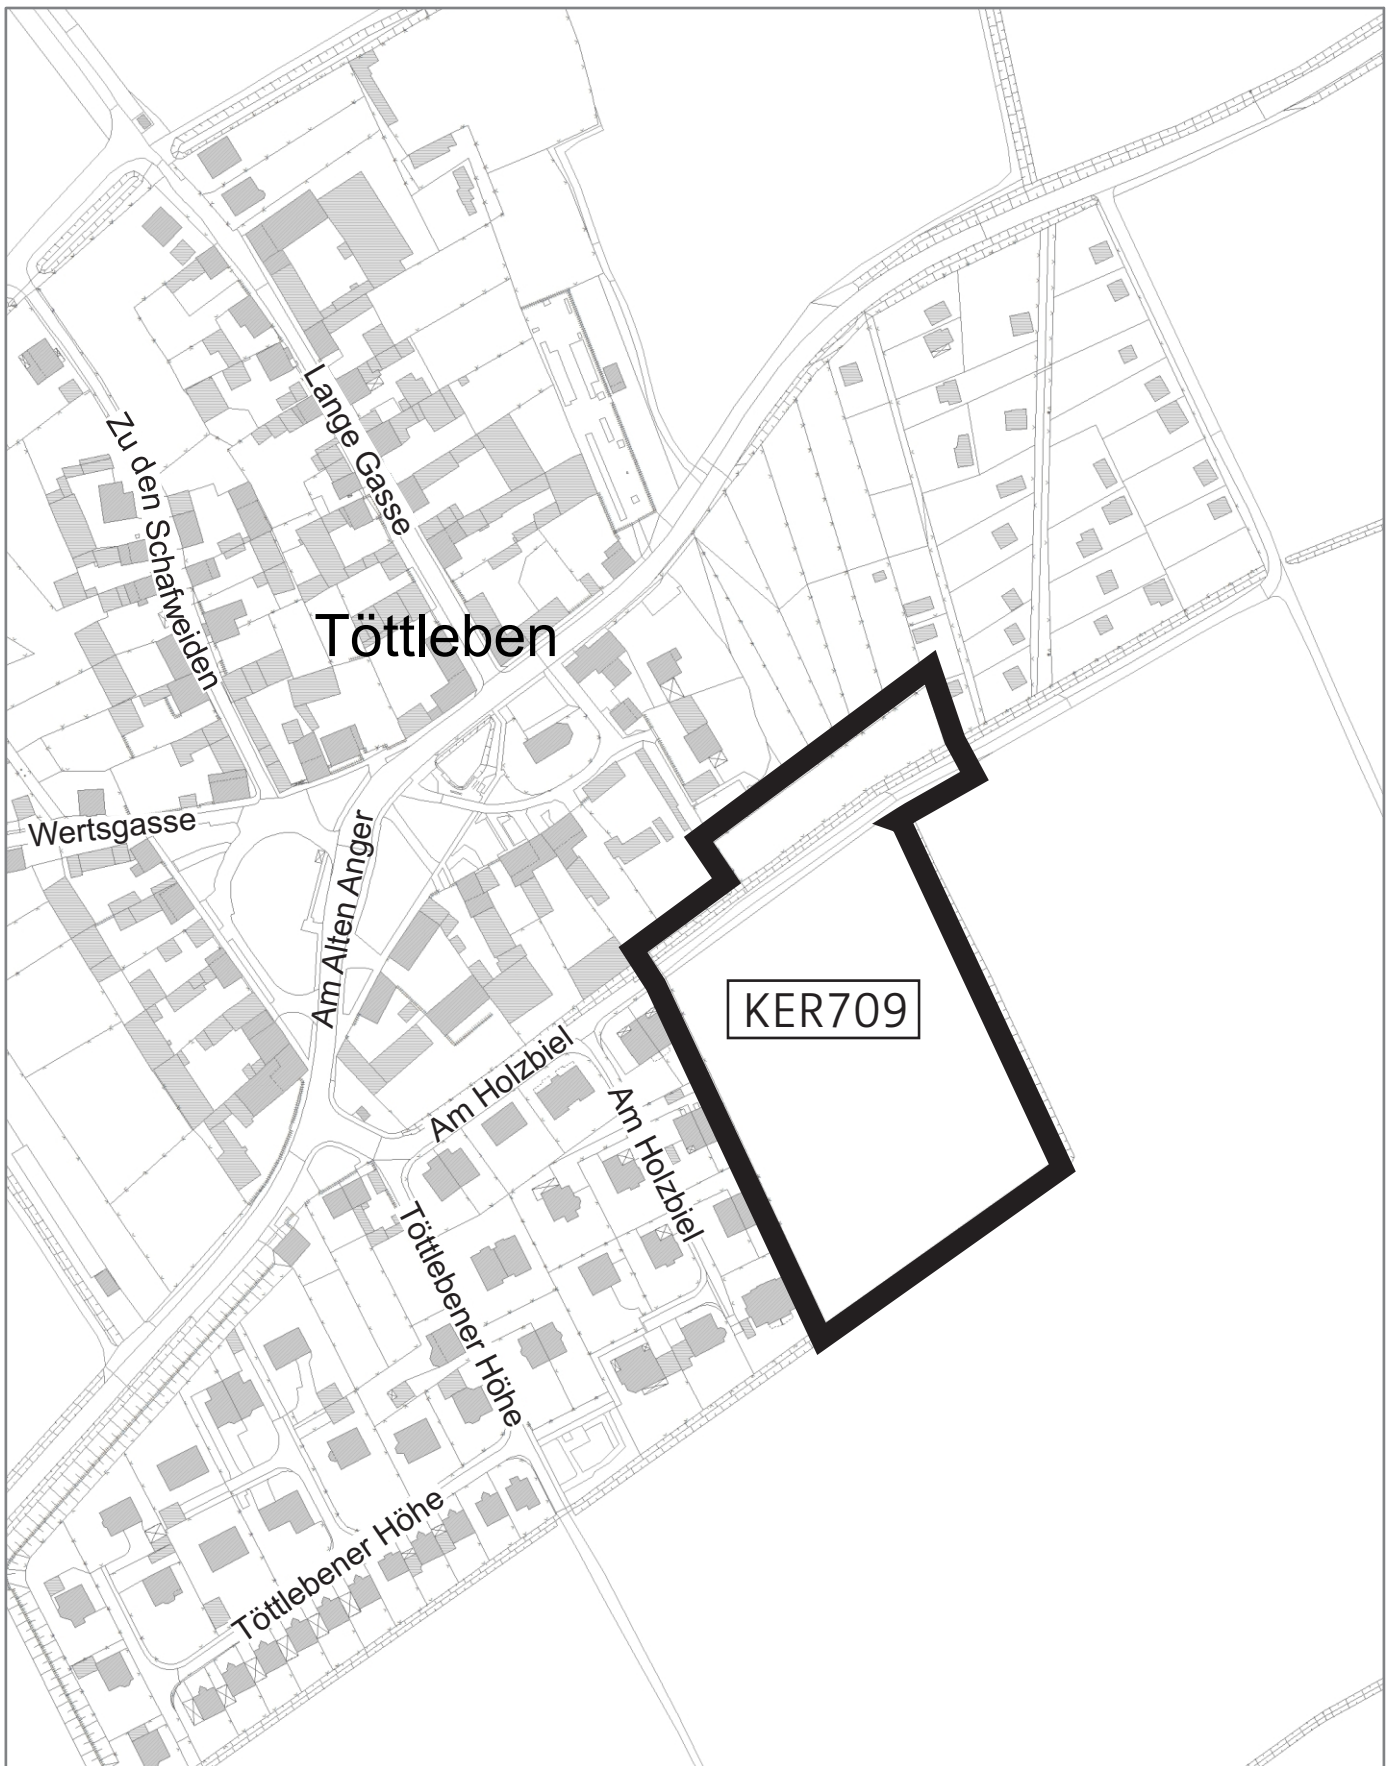 Lange Gasse
Zu den Schafweiden
Töttleben
Wertsgasse
Am Alten Anger
KER709
Am Holzbiel
Am Holzbiel
Töttlebener Höhe
Töttlebener Höhe